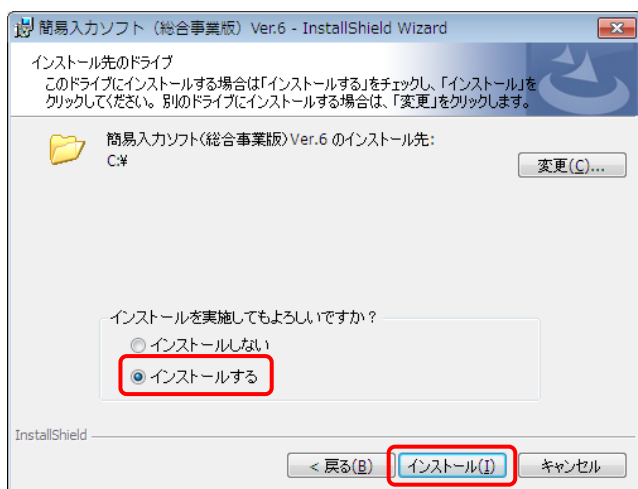 簡易入力ソフト（総合事業版）Ver.6 - InstallShield Wizard
インストール先のドライブ
このドライブにインストールする場合は「インストールする」をチェックし、「インストール」を
クリックしてください。別のドライブにインストールする場合は、「変更」をクリックします。
簡易入力ソフト(総合事業版)Ver.6 のインストール先:
C:¥
変更(C)...
インストールを実施してもよろしいですか？
インストールしない
インストールする
InstallShield
< 戻る(B)
インストール(I)
キャンセル